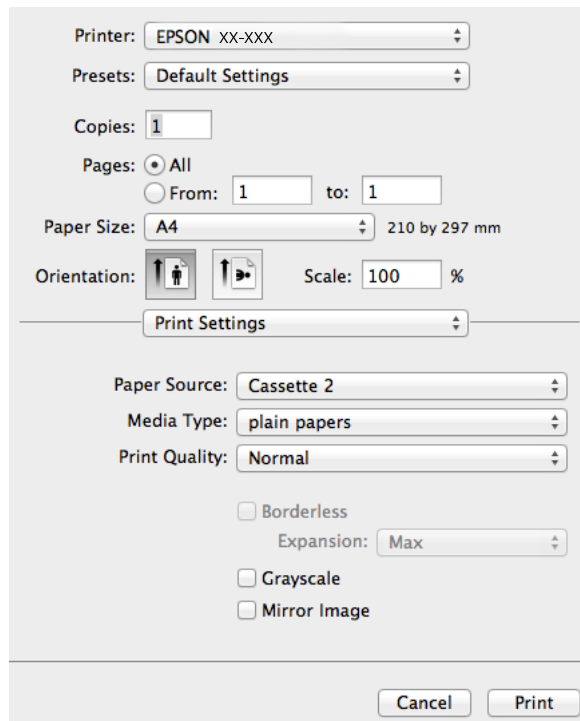 Printer: EPSON XX-XXX
Presets: Default Settings
Copies: 1
Pages: All
From: 1 to: 1
Paper Size: A4 210 by 297 mm
Orientation: Scale: 100 %
Print Settings
Paper Source: Cassette 2
Media Type: plain papers
Print Quality: Normal
Borderless
Expansion: Max
Grayscale
Mirror Image
Cancel Print